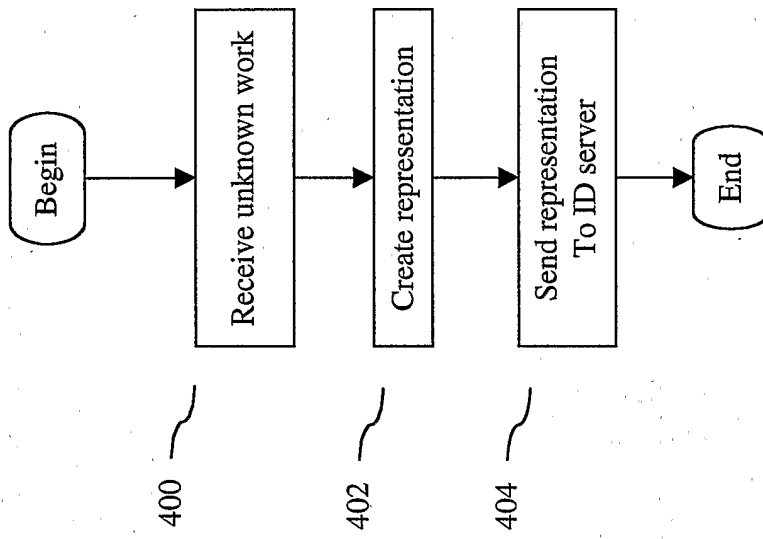 Begin
400
Receive unknown work
402
Create representation
404
Send representation
To ID server
End